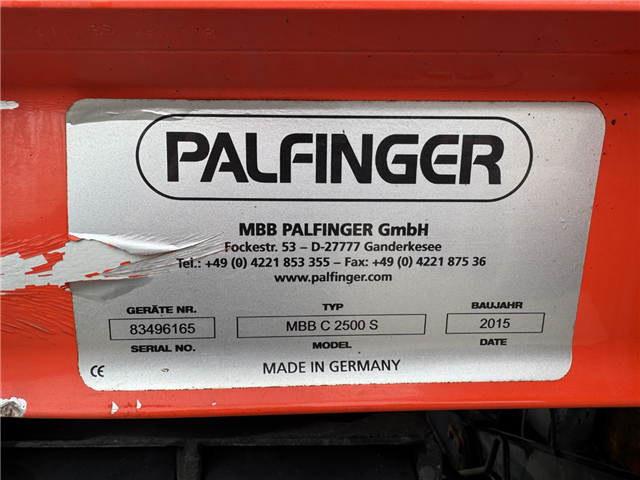 PALFINGER
MBB PALFINGER GmbH
Fockestr. 53 – D-27777 Ganderkesee
Tel.: +49 (0) 4221 853 355 – Fax: +49 (0) 4221 875 36
www.palfinger.com
GERÄTE NR. TYP BAUJAHR
83496165 MBB C 2500 S 2015
SERIAL NO. MODEL DATE
CE MADE IN GERMANY